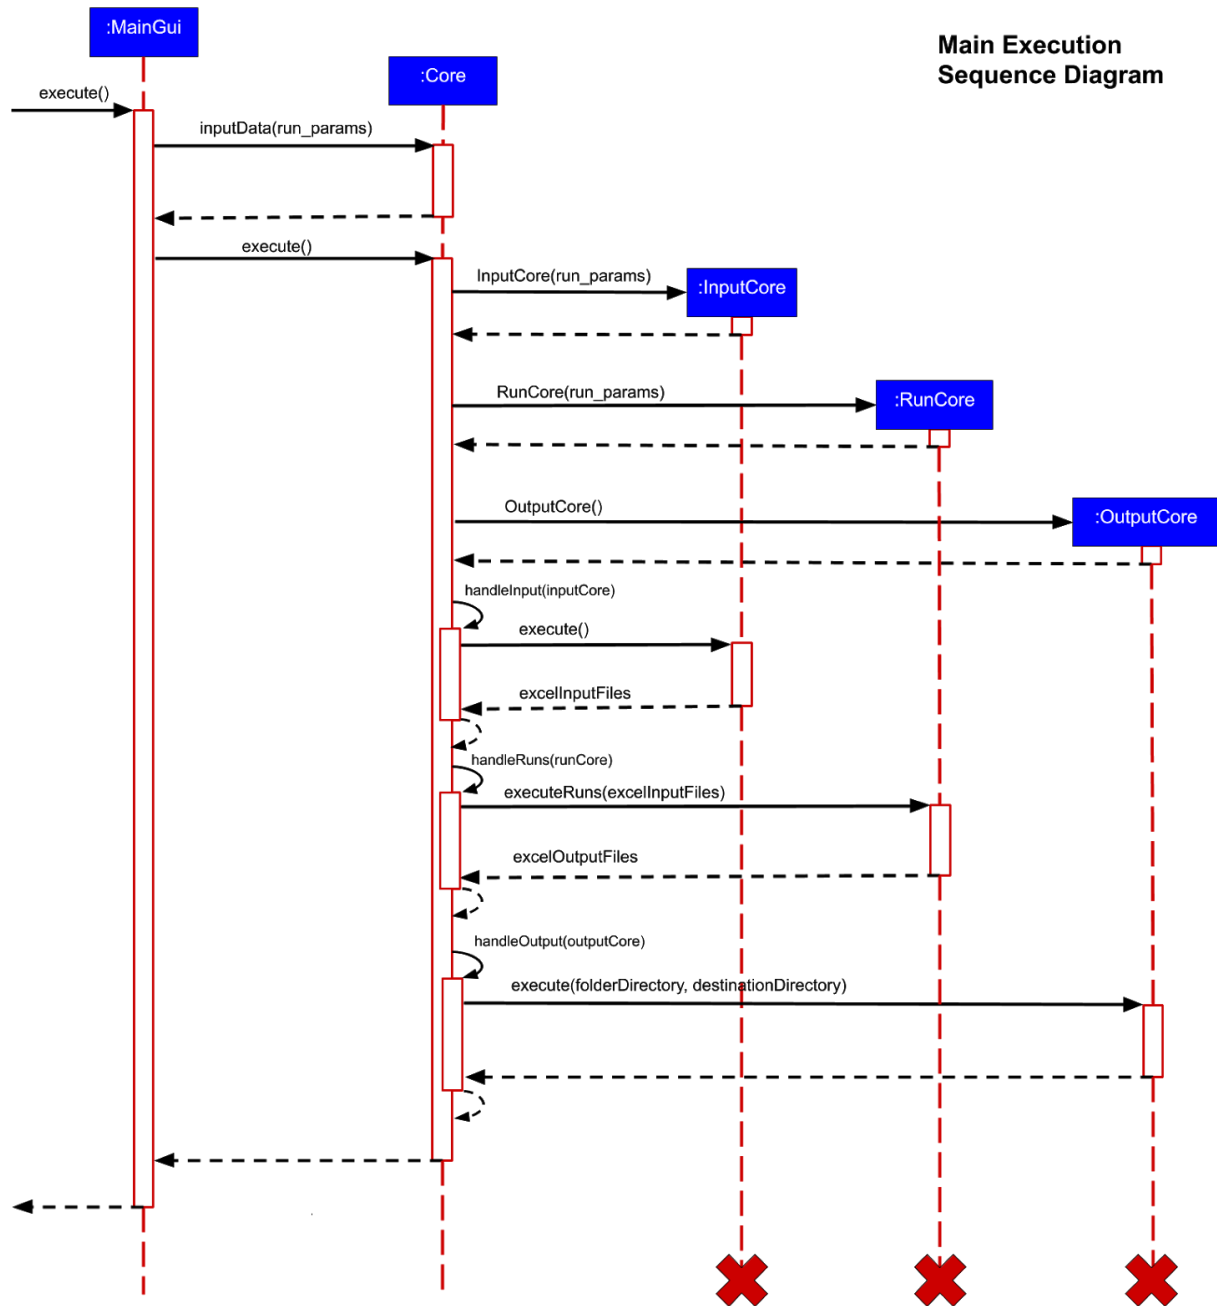 :MainGui
Main Execution
Sequence Diagram
:Core
execute()
inputData(run_params)
execute()
InputCore(run_params)
:InputCore
RunCore(run_params)
:RunCore
OutputCore()
:OutputCore
handleInput(inputCore)
execute()
excelInputFiles
handleRuns(runCore)
executeRuns(excelInputFiles)
excelOutputFiles
handleOutput(outputCore)
execute(folderDirectory, destinationDirectory)